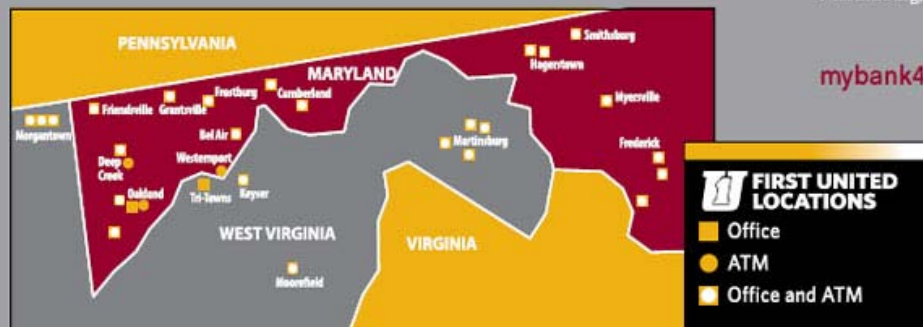 PENNSYLVANIA
Smithsburg
Hagerstown
MARYLAND
mybank4
Friendsville
Grantsville
Frostburg
Cumberland
Myersville
Morgantown
Bel Air
Martinsburg
Frederick
Deep
Creek
Westernport
Oakland
Tri-Towns
Keyser
WEST VIRGINIA
VIRGINIA
Moorefield
FIRST UNITED
LOCATIONS
Office
ATM
Office and ATM